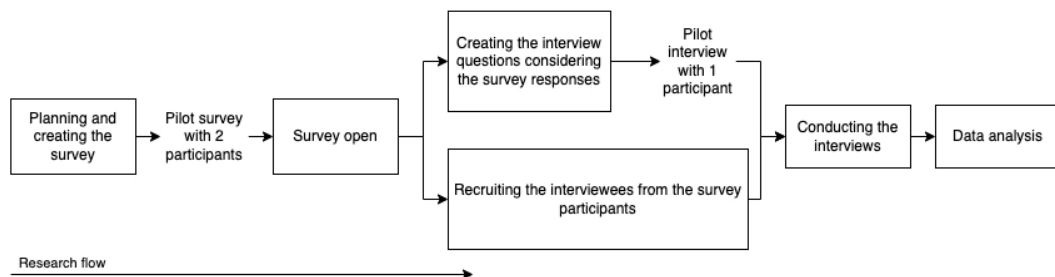 Planning and
creating the
survey
Pilot survey
with 2
participants
Survey open
Creating the interview
questions considering
the survey responses
Pilot
interview
with 1
participant
Recruiting the interviewees from the survey
participants
Conducting the
interviews
Data analysis
Research flow